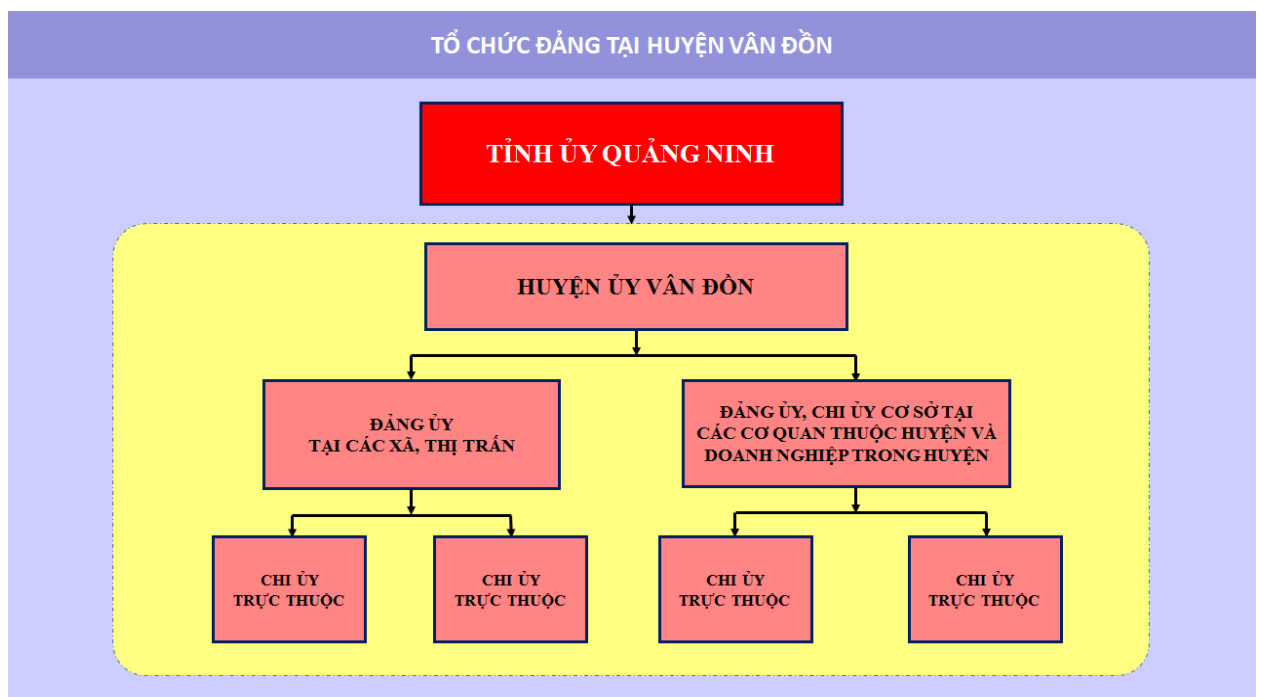 TỔ CHỨC ĐẢNG TẠI HUYỆN VÂN ĐỒN
TỈNH ỦY QUẢNG NINH
HUYỆN ỦY VÂN ĐỒN
ĐẢNG ỦY
TẠI CÁC XÃ, THỊ TRẤN
ĐẢNG ỦY, CHI ỦY CƠ SỞ TẠI
CÁC CƠ QUAN THUỘC HUYỆN VÀ
DOANH NGHIỆP TRONG HUYỆN
CHI ỦY
TRỰC THUỘC
CHI ỦY
TRỰC THUỘC
CHI ỦY
TRỰC THUỘC
CHI ỦY
TRỰC THUỘC